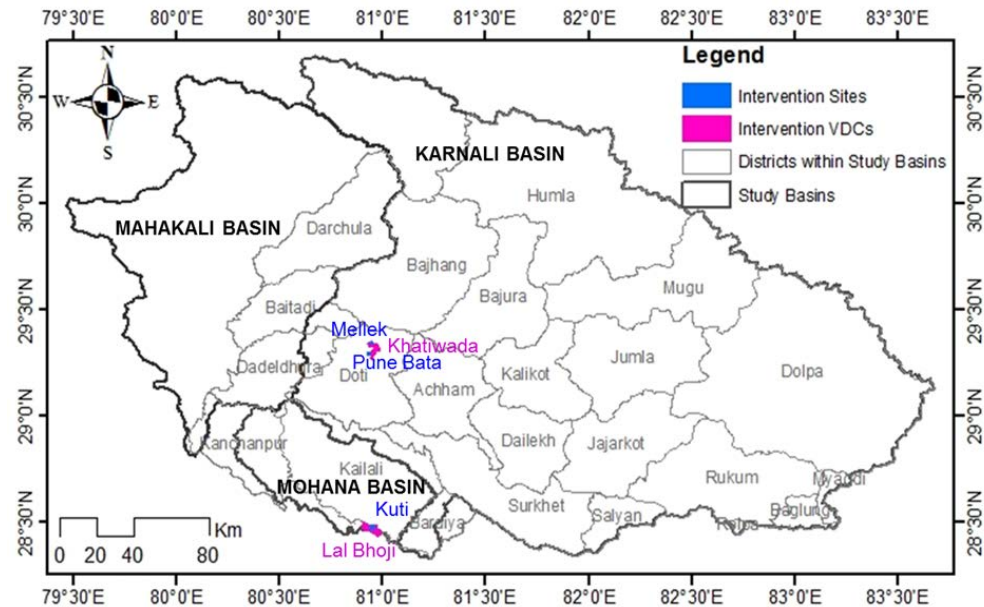 79°30'E 80°0'E 80°30'E 81°0'E 81°30'E 82°0'E 82°30'E 83°0'E 83°30'E
N
W E
S
Legend
Intervention Sites
Intervention VDCs
Districts within Study Basins
Study Basins
30°30'N 30°30'N
KARNALI BASIN
Humla
30°0'N 30°0'N
MAHAKALI BASIN
Darchula
Bajhang
Mugu
Bajura
29°30'N 29°30'N
Baitadi
Mellek
Khatiwada
Pune Bata
Jumla
Dadeldhura
Doti
Kalikot
Dolpa
Achham
29°0'N 29°0'N
Kanchanpur
Dailekh
Jajarkot
Kailali
MOHANA BASIN
Rukum
Myagdi
Kuti
Surkhet
Salyan
Baglung
Bardiya
Rolpa
28°30'N 28°30'N
Km
0 20 40 80
Lal Bhoji
79°30'E 80°0'E 80°30'E 81°0'E 81°30'E 82°0'E 82°30'E 83°0'E 83°30'E